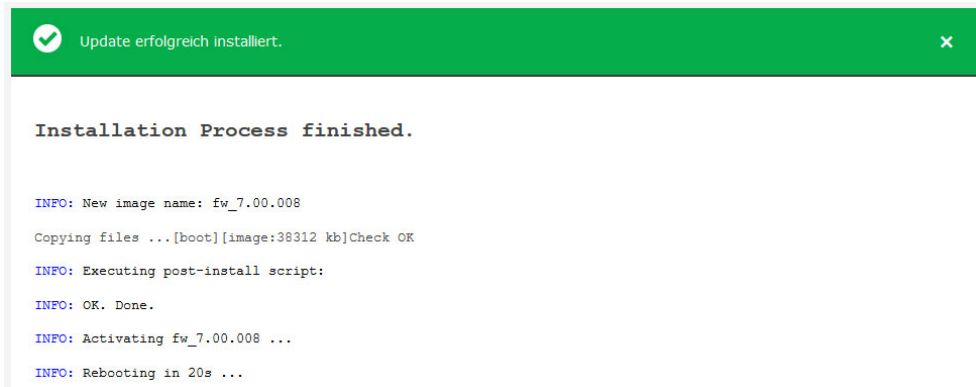 Update erfolgreich installiert.
Installation Process finished.
INFO: New image name: fw_7.00.008
Copying files ...[boot][image:38312 kb]Check OK
INFO: Executing post-install script:
INFO: OK. Done.
INFO: Activating fw_7.00.008 ...
INFO: Rebooting in 20s ...